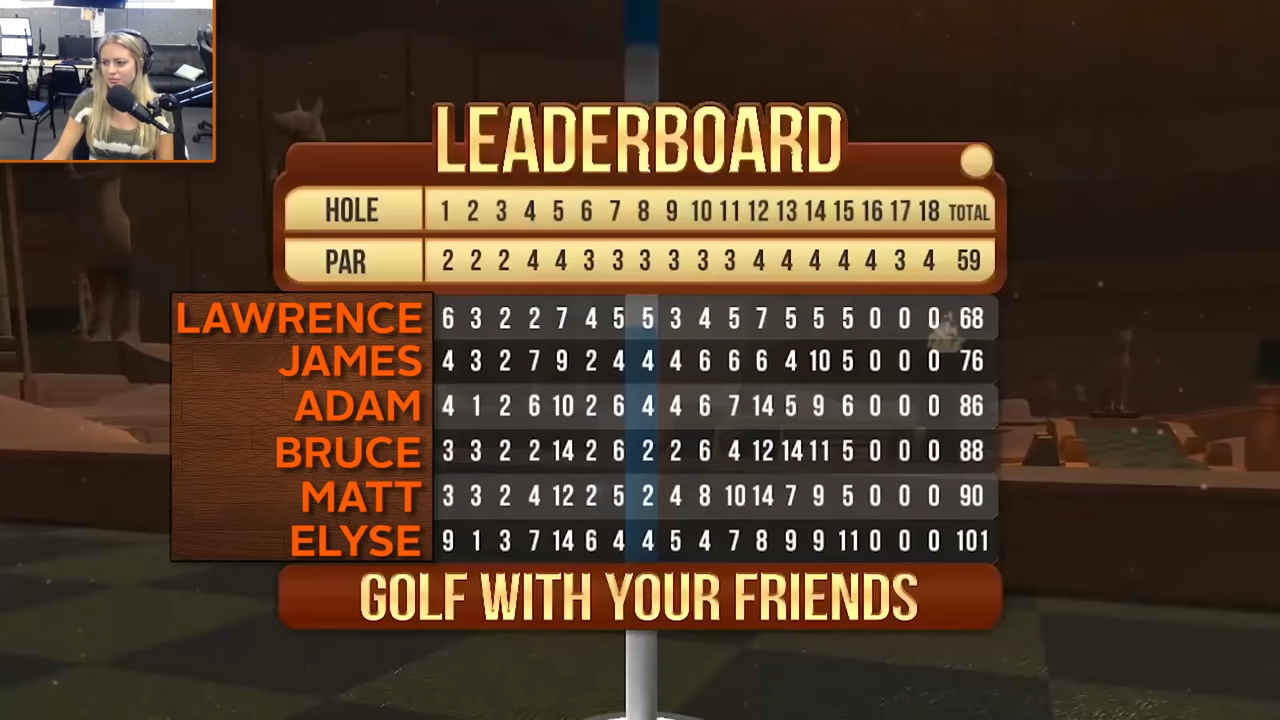 LEADERBOARD
HOLE 1 2 3 4 5 6 7 8 9 10 11 12 13 14 15 16 17 18 TOTAL
PAR 2 2 2 4 4 3 3 3 3 3 3 4 4 4 4 4 3 4 59
LAWRENCE 6 3 2 2 7 4 5 5 3 4 5 7 5 5 5 0 0 0 68
JAMES 4 3 2 7 9 2 4 4 4 6 6 6 4 10 5 0 0 0 76
ADAM 4 1 2 6 10 2 6 4 4 6 7 14 5 9 6 0 0 0 86
BRUCE 3 3 2 2 14 2 6 2 2 6 4 12 14 11 5 0 0 0 88
MATT 3 3 2 4 12 2 5 2 4 8 10 14 7 9 5 0 0 0 90
ELYSE 9 1 3 7 14 6 4 4 5 4 7 8 9 9 11 0 0 0 101
GOLF WITH YOUR FRIENDS